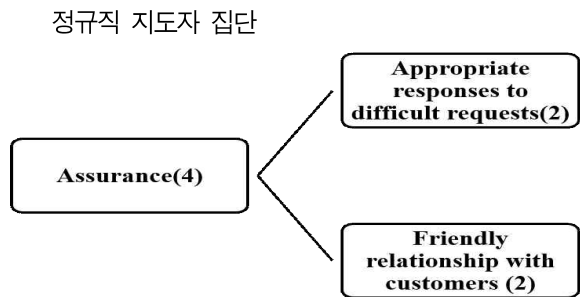 정규직 지도자 집단
Appropriate
responses to
difficult requests(2)
Assurance(4)
Friendly
relationship with
customers (2)